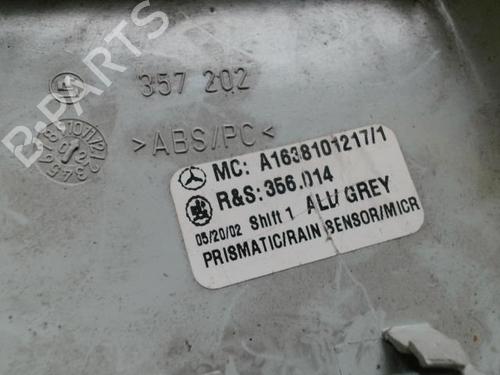 B-PARTS
357 202
>ABS//PC<
MC: A1638101217/1
R&S: 356.014
05/20/02 Shift 1 ALU GREY
PRISMATIC/RAIN SENSOR/MICR